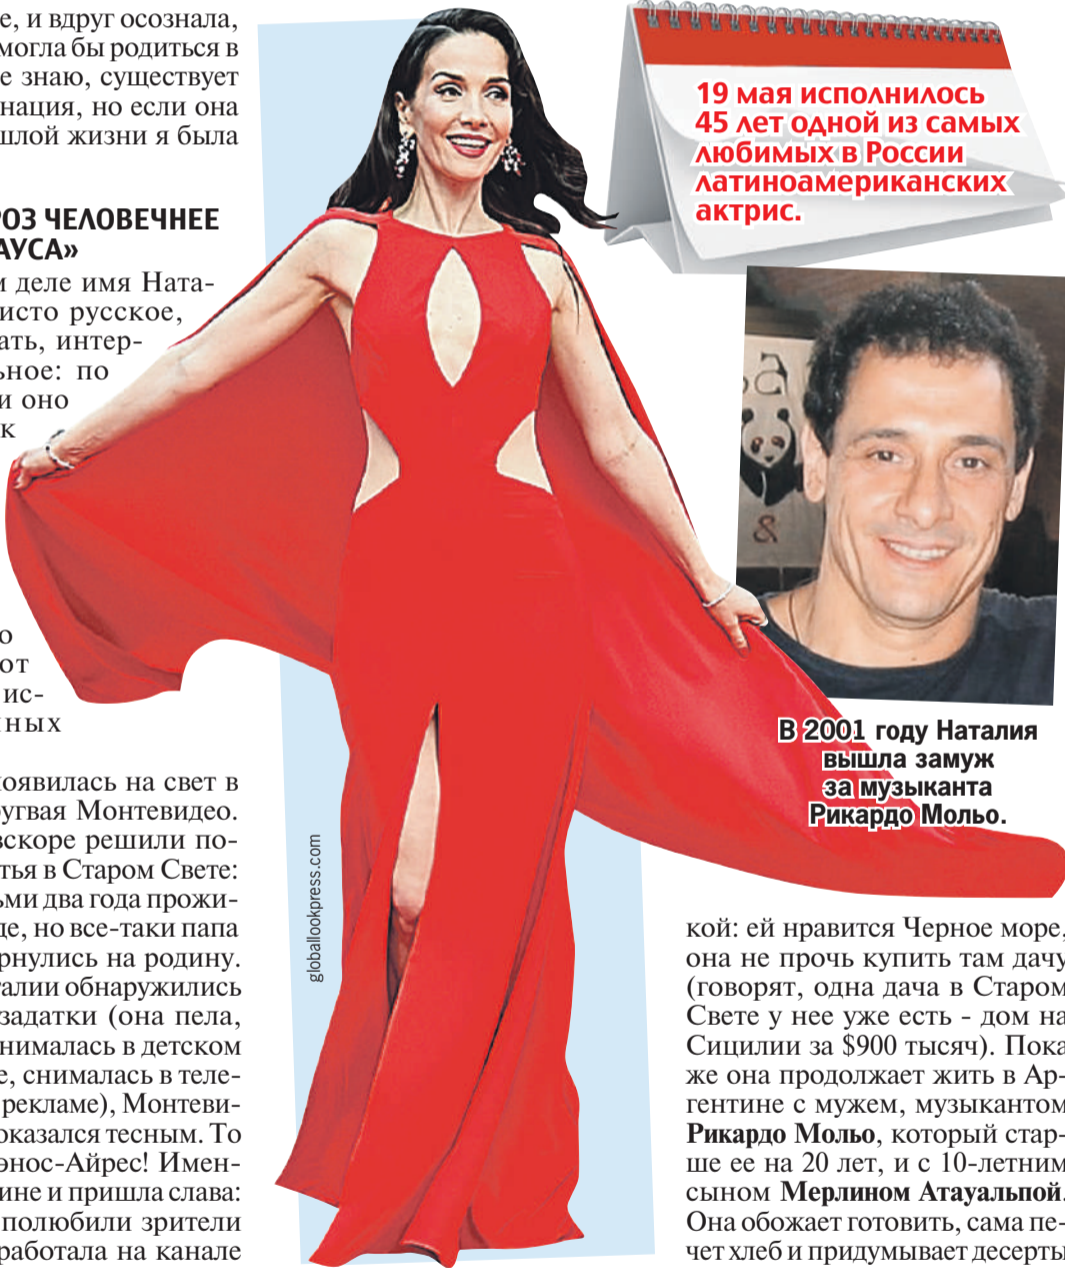 е, и вдруг осознала,
могла бы родиться в
е знаю, существует
нация, но если она
шлой жизни я была
РОЗ ЧЕЛОВЕЧНЕЕ
АУСА»
м деле имя Ната-
исто русское,
ать, интер-
ьное: по
и оно
к
о
от
ис-
нных
появилась на свет в
ругвая Монтевидео.
вскоре решили по-
тья в Старом Свете:
ьми два года прожи-
де, но все-таки папа
рнулись на родину.
талии обнаружились
задатки (она пела,
нималась в детском
е, снималась в теле-
рекламе), Монтеви-
оказался тесным. То
энос-Айрес! Имен-
ине и пришла слава:
полюбили зрители
работала на канале
globallookpress.com
19 мая исполнилось
45 лет одной из самых
любимых в России
латиноамериканских
актрис.
&
В 2001 году Наталия
вышла замуж
за музыканта
Рикардо Мольо.
кой: ей нравится Черное море,
она не прочь купить там дачу
(говорят, одна дача в Старом
Свете у нее уже есть - дом на
Сицилии за $900 тысяч). Пока
же она продолжает жить в Ар-
гентине с мужем, музыкантом
Рикардо Мольо, который стар-
ше ее на 20 лет, и с 10-летним
сыном Мерлином Атауальпой.
Она обожает готовить, сама пе-
чет хлеб и придумывает десерты